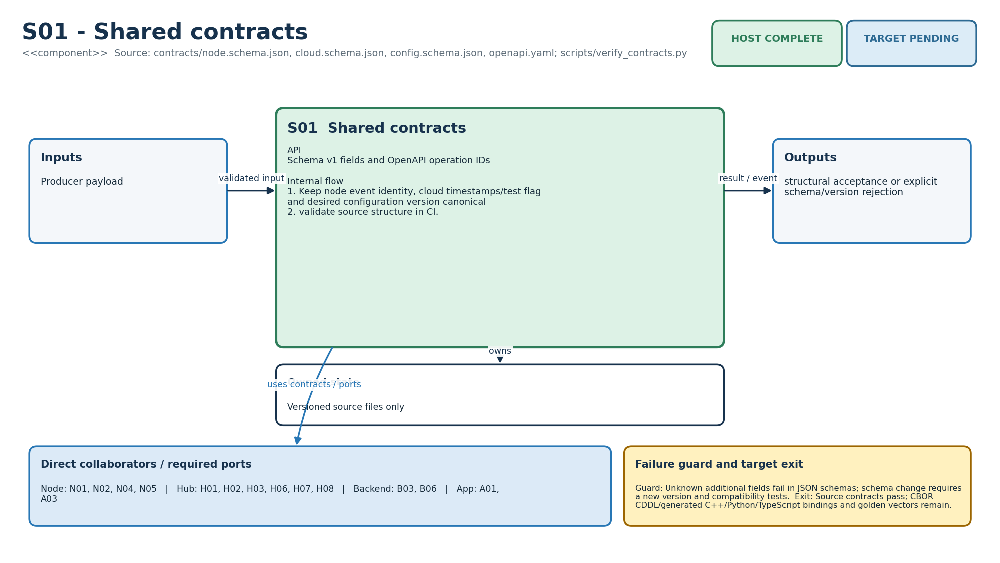 S01 - Shared contracts
<<component>>  Source: contracts/node.schema.json, cloud.schema.json, config.schema.json, openapi.yaml; scripts/verify_contracts.py
HOST COMPLETE
TARGET PENDING
Inputs
Producer payload
validated input
S01  Shared contracts
API
Schema v1 fields and OpenAPI operation IDs
Internal flow
1. Keep node event identity, cloud timestamps/test flag
and desired configuration version canonical
2. validate source structure in CI.
result / event
Outputs
structural acceptance or explicit
schema/version rejection
owns
uses contracts / ports
Versioned source files only
Direct collaborators / required ports
Node: N01, N02, N04, N05   |   Hub: H01, H02, H03, H06, H07, H08   |   Backend: B03, B06   |   App: A01,
A03
Failure guard and target exit
Guard: Unknown additional fields fail in JSON schemas; schema change requires
a new version and compatibility tests.  Exit: Source contracts pass; CBOR
CDDL/generated C++/Python/TypeScript bindings and golden vectors remain.